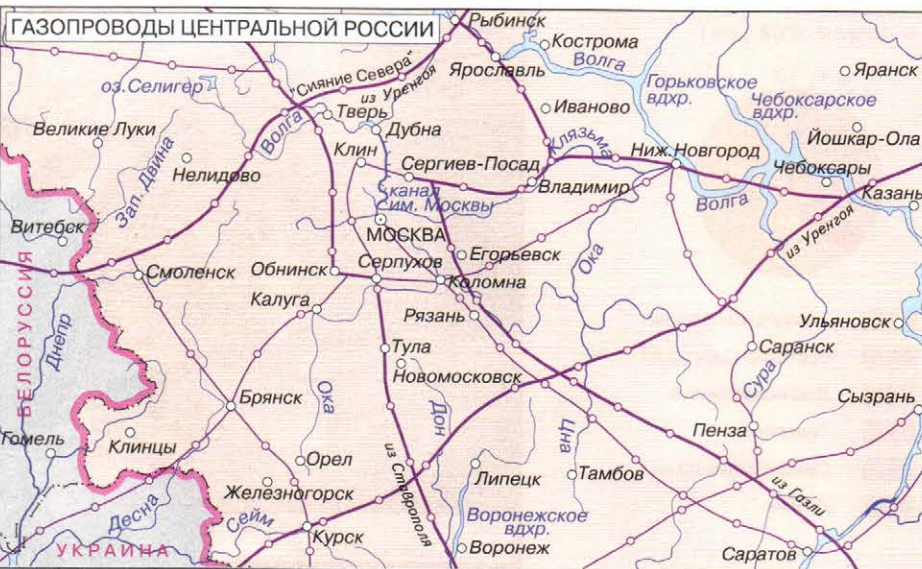 ГАЗОПРОВОДЫ ЦЕНТРАЛЬНОЙ РОССИИ
Рыбинск
Кострома
Волга
Ярославль
"Сияние Севера"
из Уренгоя
оз.Селигер
Горьковское
вдхр.
Яранск
Чебоксарское
вдхр.
Иваново
Тверь
Волга
Дубна
Великие Луки
Йошкар-Ола
Клин
Клязьма
Ниж.Новгород
Сергиев-Посад
Чебоксары
Зап. Двина
Нелидово
Владимир
канал
им. Москвы
Волга
Казань
Витебск
МОСКВА
из Уренгоя
Егорьевск
Ока
Смоленск
Обнинск
Серпухов
Коломна
Калуга
Рязань
Ульяновск
БЕЛОРУССИЯ
Днепр
Тула
Саранск
Новомосковск
Сура
Брянск
Ока
Дон
Сызрань
Цна
Пенза
Гомель
Клинцы
Орел
из Ставрополя
Липецк
Тамбов
из Газли
Железногорск
Десна
Сейм
Воронежское
вдхр.
Курск
УКРАИНА
Воронеж
Саратов